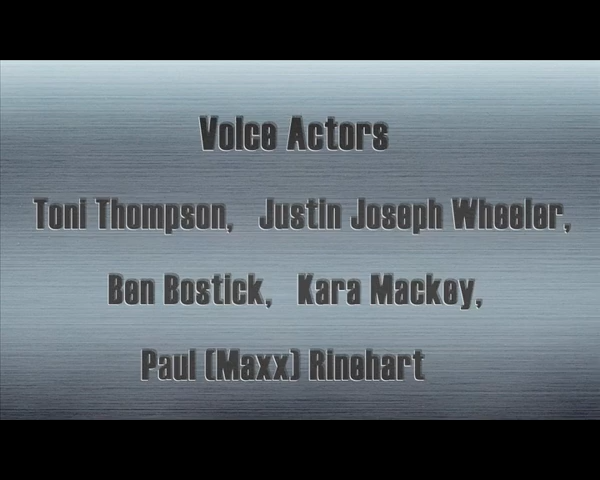 Voice Actors
Toni Thompson, Justin Joseph Wheeler,
Ben Bostick, Kara Mackey,
Paul (Maxx) Rinehart